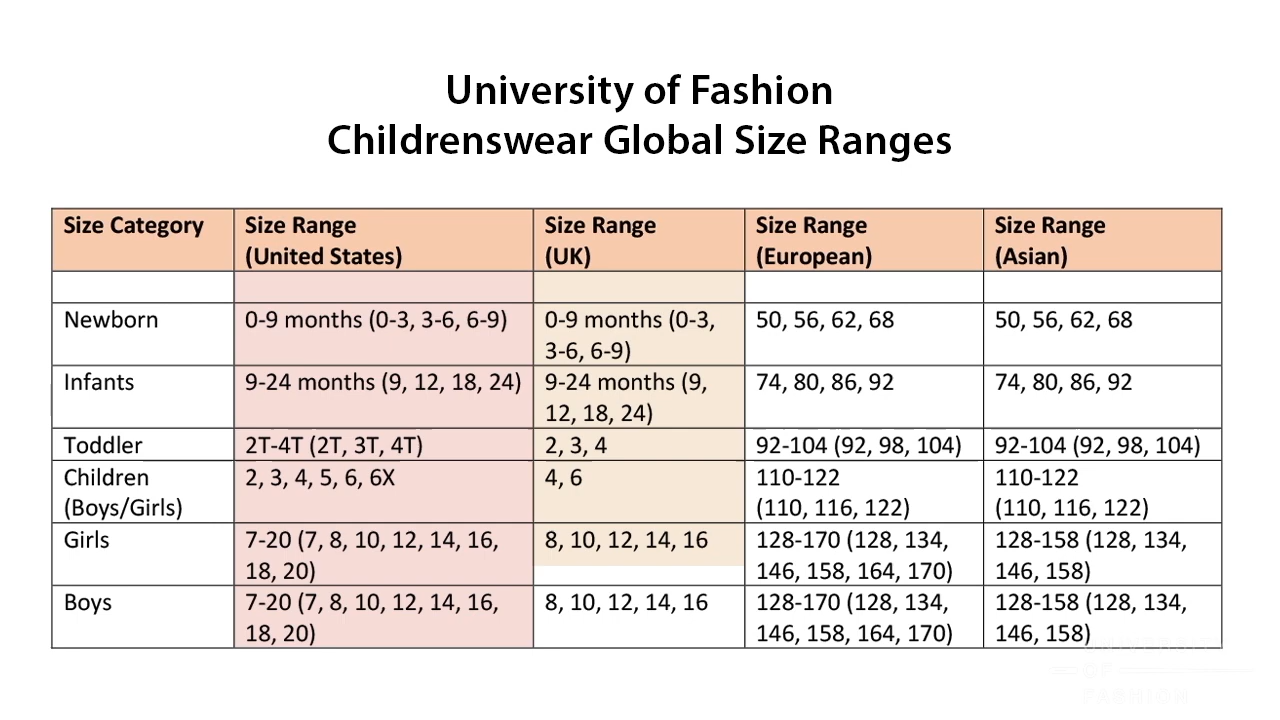 University of Fashion
Childrenswear Global Size Ranges
Size Category
Size Range
(United States)
Size Range
(UK)
Size Range
(European)
Size Range
(Asian)
Newborn
0-9 months (0-3, 3-6, 6-9)
0-9 months (0-3,
3-6, 6-9)
50, 56, 62, 68
50, 56, 62, 68
Infants
9-24 months (9, 12, 18, 24)
9-24 months (9,
12, 18, 24)
74, 80, 86, 92
74, 80, 86, 92
Toddler
2T-4T (2T, 3T, 4T)
2, 3, 4
92-104 (92, 98, 104)
92-104 (92, 98, 104)
Children
(Boys/Girls)
2, 3, 4, 5, 6, 6X
4, 6
110-122
(110, 116, 122)
110-122
(110, 116, 122)
Girls
7-20 (7, 8, 10, 12, 14, 16,
18, 20)
8, 10, 12, 14, 16
128-170 (128, 134,
146, 158, 164, 170)
128-158 (128, 134,
146, 158)
Boys
7-20 (7, 8, 10, 12, 14, 16,
18, 20)
8, 10, 12, 14, 16
128-170 (128, 134,
146, 158, 164, 170)
128-158 (128, 134,
146, 158)
UNIVERSITY
OF
FASHION